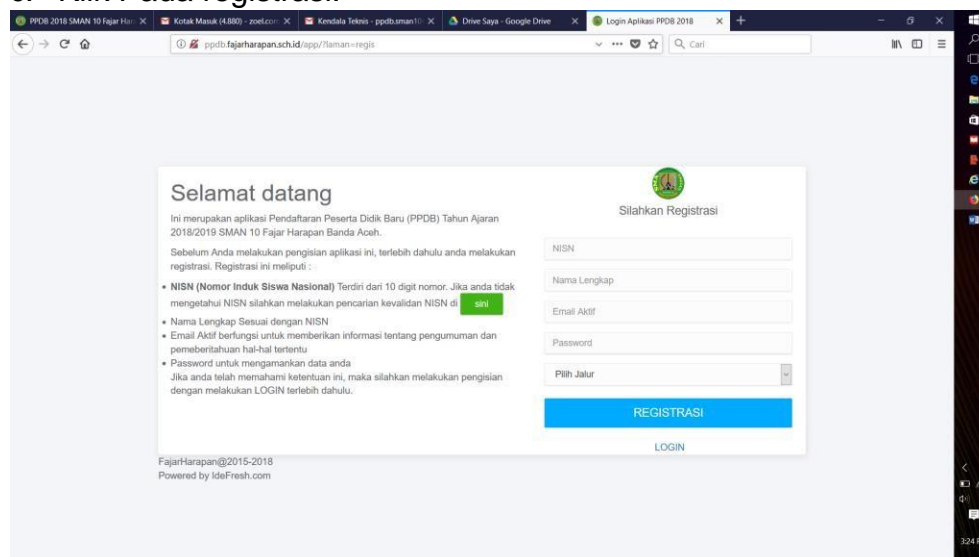 Klik Pada registrasi.
PPDB 2018 SMAN 10 Fajar Har
Kotak Masuk (4.880) - zoel.com
Kendala Teknis - ppdb.sman10
Drive Saya - Google Drive
Login Aplikasi PPDB 2018
ppdb.fajarharapan.sch.id/app/?laman=regis
Cari
Selamat datang
Ini merupakan aplikasi Pendaftaran Peserta Didik Baru (PPDB) Tahun Ajaran
2018/2019 SMAN 10 Fajar Harapan Banda Aceh.
Sebelum Anda melakukan pengisian aplikasi ini, terlebih dahulu anda melakukan
registrasi. Registrasi ini meliputi :
• NISN (Nomor Induk Siswa Nasional) Terdiri dari 10 digit nomor. Jika anda tidak
mengetahui NISN silahkan melakukan pencarian kevalidan NISN di sini
• Nama Lengkap Sesuai dengan NISN
• Email Aktif berfungsi untuk memberikan informasi tentang pengumuman dan
pemeberitahuan hal-hal tertentu
• Password untuk mengamankan data anda
Jika anda telah memahami ketentuan ini, maka silahkan melakukan pengisian
dengan melakukan LOGIN terlebih dahulu.
Silahkan Registrasi
NISN
Nama Lengkap
Email Aktif
Password
Pilih Jalur
REGISTRASI
LOGIN
FajarHarapan@2015-2018
Powered by IdeFresh.com